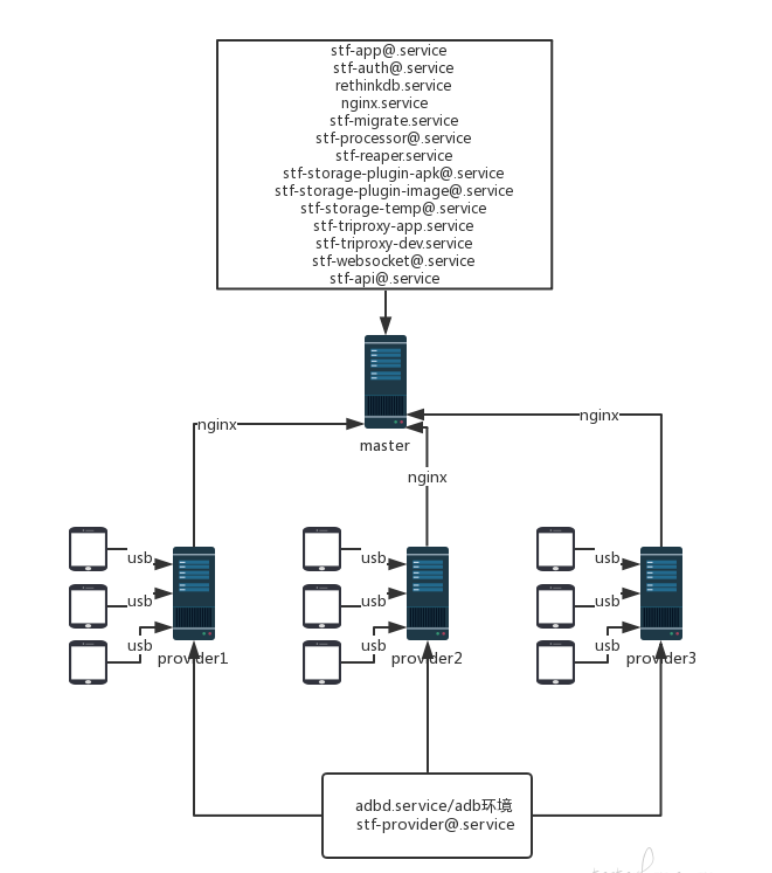 stf-app@.service
stf-auth@.service
rethinkdb.service
nginx.service
stf-migrate.service
stf-processor@.service
stf-reaper.service
stf-storage-plugin-apk@.service
stf-storage-plugin-image@.service
stf-storage-temp@.service
stf-triproxy-app.service
stf-triproxy-dev.service
stf-websocket@.service
stf-api@.service
nginx
nginx
master
nginx
usb
usb
usb
usb
usb
usb
usb
usb
usb
provider1
provider2
provider3
adbd.service/adb环境
stf-provider@.service